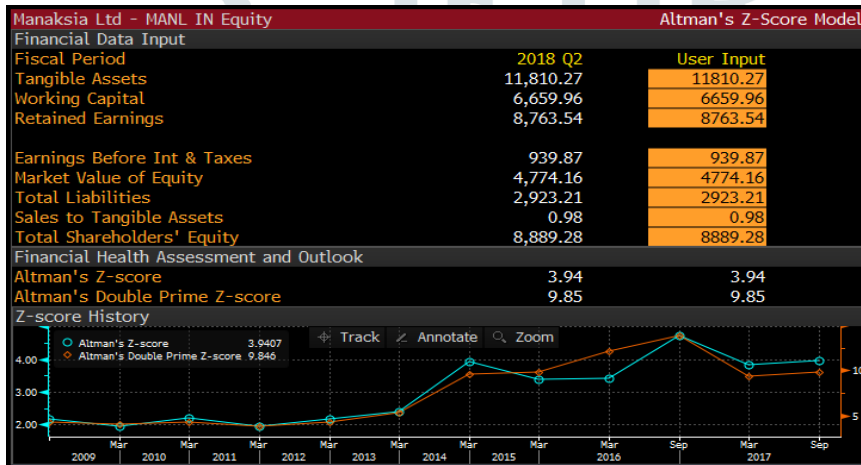 Manaksia Ltd - MANL IN Equity Altman's Z-Score Model
Financial Data Input
Fiscal Period 2018 Q2 User Input
Tangible Assets 11,810.27 11810.27
Working Capital 6,659.96 6659.96
Retained Earnings 8,763.54 8763.54
Earnings Before Int & Taxes 939.87 939.87
Market Value of Equity 4,774.16 4774.16
Total Liabilities 2,923.21 2923.21
Sales to Tangible Assets 0.98 0.98
Total Shareholders' Equity 8,889.28 8889.28
Financial Health Assessment and Outlook
Altman's Z-score 3.94 3.94
Altman's Double Prime Z-score 9.85 9.85
Z-score History
Track Annotate Zoom
Altman's Z-score 3.9407
Altman's Double Prime Z-score 9.846
4.00 10
3.00
2.00 5
Mar Mar Mar Mar Mar Mar Mar Mar Sep Mar Sep
2009 2010 2011 2012 2013 2014 2015 2016 2017